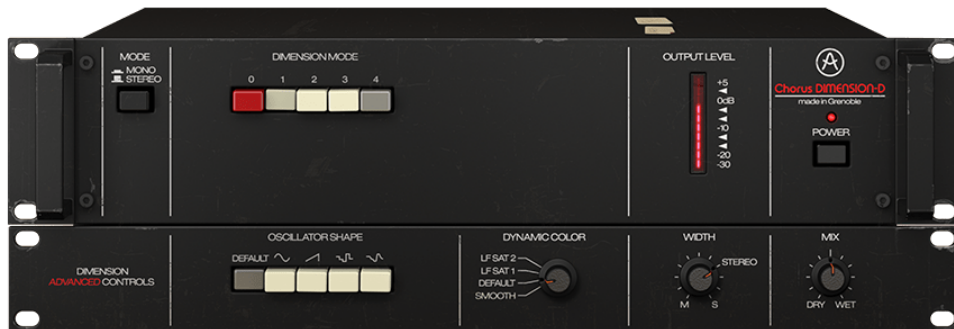 MODE
MONO
STEREO
DIMENSION MODE
0 1 2 3 4
OUTPUT LEVEL
+5
0dB
-10
-20
-30
A
Chorus DIMENSION-D
made in Grenoble
POWER
DIMENSION
ADVANCED CONTROLS
OSCILLATOR SHAPE
DEFAULT
DYNAMIC COLOR
LF SAT 2
LF SAT 1
DEFAULT
SMOOTH
WIDTH
STEREO
M S
MIX
DRY WET